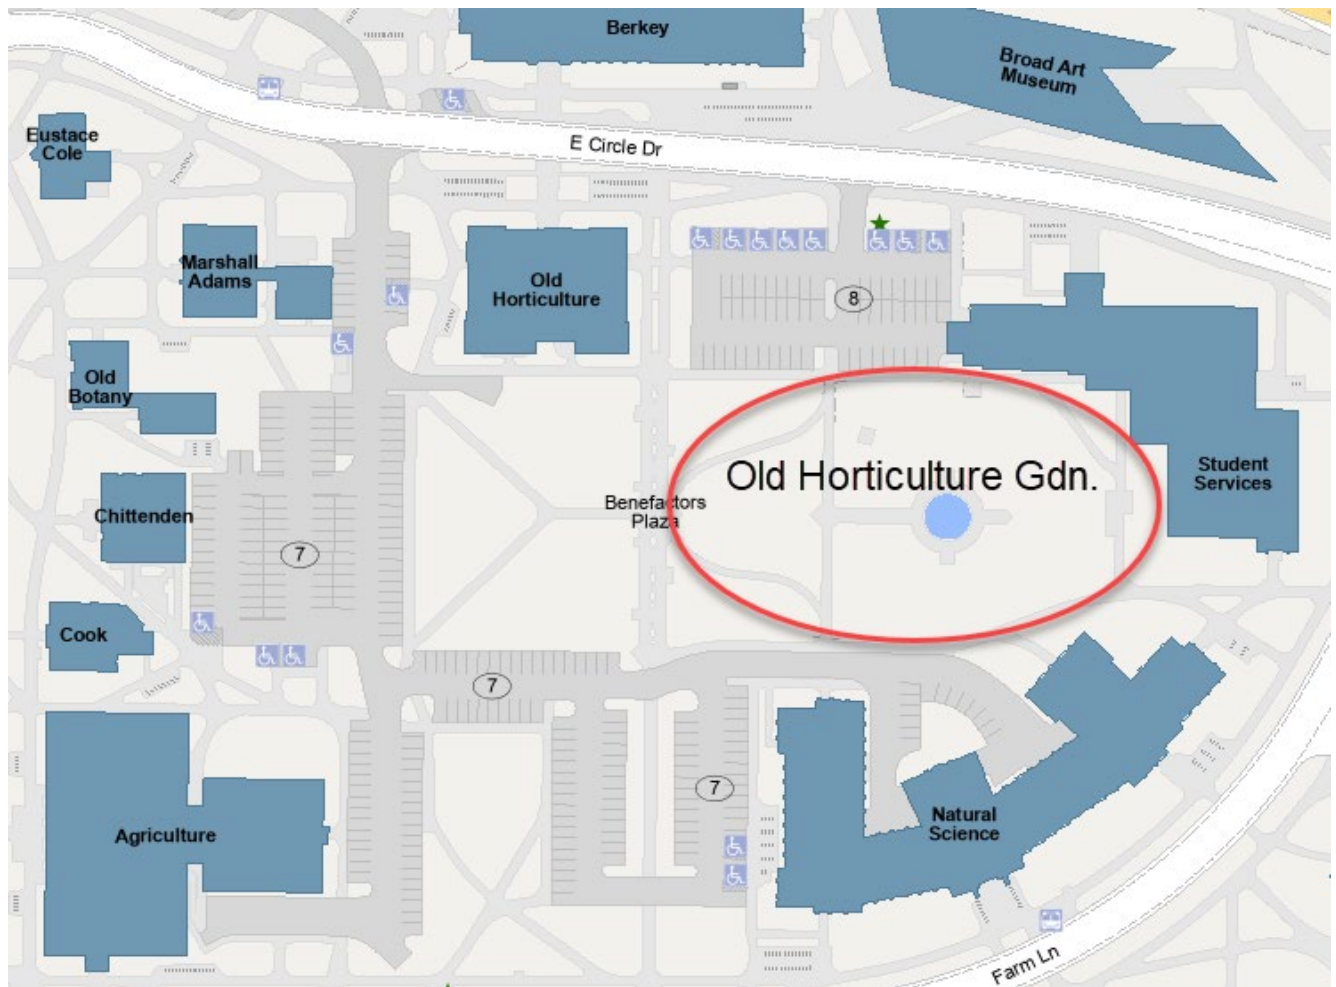 Berkey
Broad Art
Museum
Eustace
Cole
E Circle Dr
Marshall
Adams
Old
Horticulture
8
Old
Botany
Old Horticulture Gdn.
Student
Services
Benefactors
Plaza
Chittenden
7
Cook
7
7
Agriculture
Natural
Science
Farm Ln